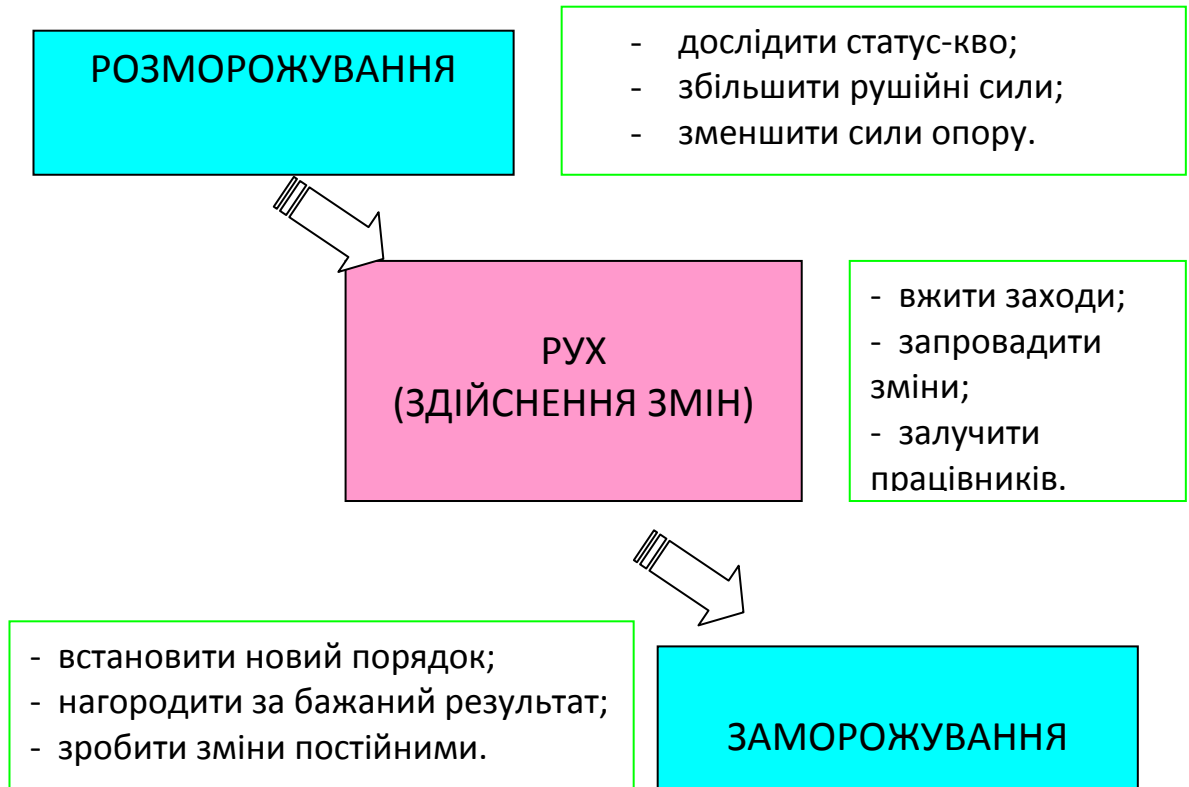 РОЗМОРОЖУВАННЯ
- дослідити статус-кво;
- збільшити рушійні сили;
- зменшити сили опору.
РУХ
(ЗДІЙСНЕННЯ ЗМІН)
- вжити заходи;
- запровадити
зміни;
- залучити
працівників.
- встановити новий порядок;
- нагородити за бажаний результат;
- зробити зміни постійними.
ЗАМОРОЖУВАННЯ